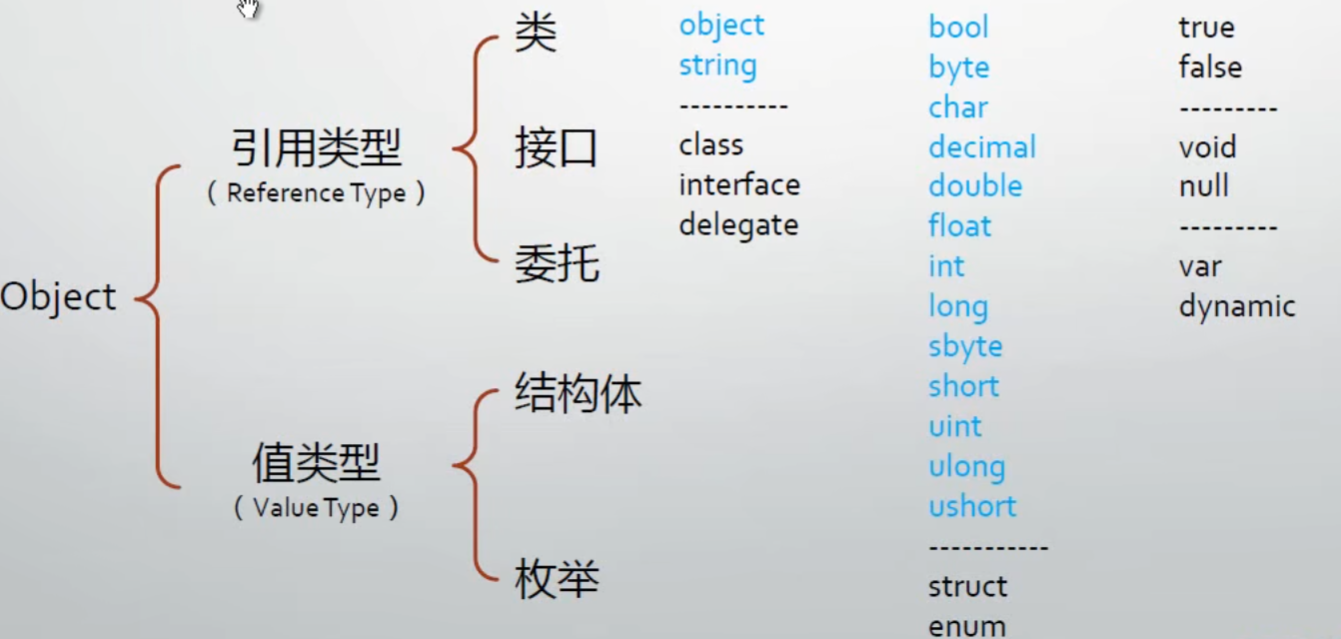 Object
引用类型
( Reference Type )
值类型
( Value Type )
类
接口
委托
结构体
枚举
object
string
----------
class
interface
delegate
bool
byte
char
decimal
double
float
int
long
sbyte
short
uint
ulong
ushort
-----------
struct
enum
true
false
---------
void
null
---------
var
dynamic